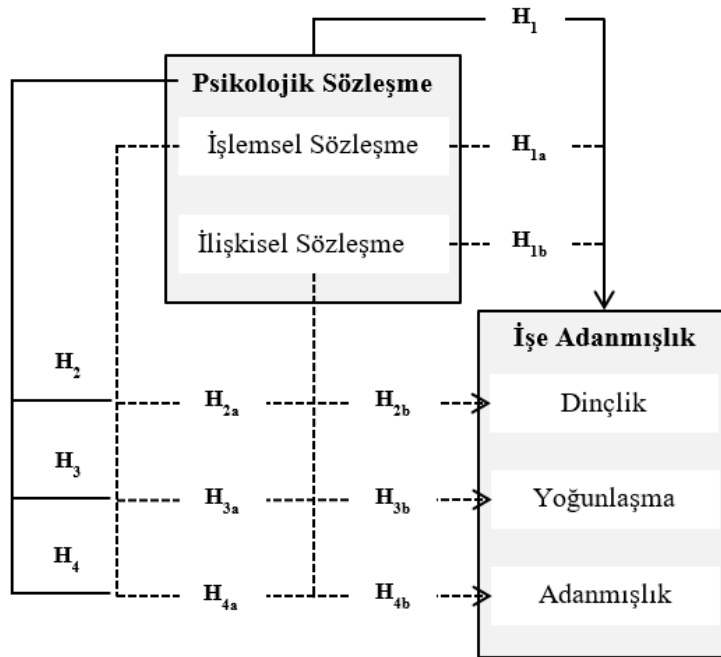 H1
Psikolojik Sözleşme
İşlemsel Sözleşme
H1a
İlişkisel Sözleşme
H1b
İşe Adanmışlık
H2
H2a
H2b
Dinçlik
H3
H3a
H3b
Yoğunlaşma
H4
H4a
H4b
Adanmışlık